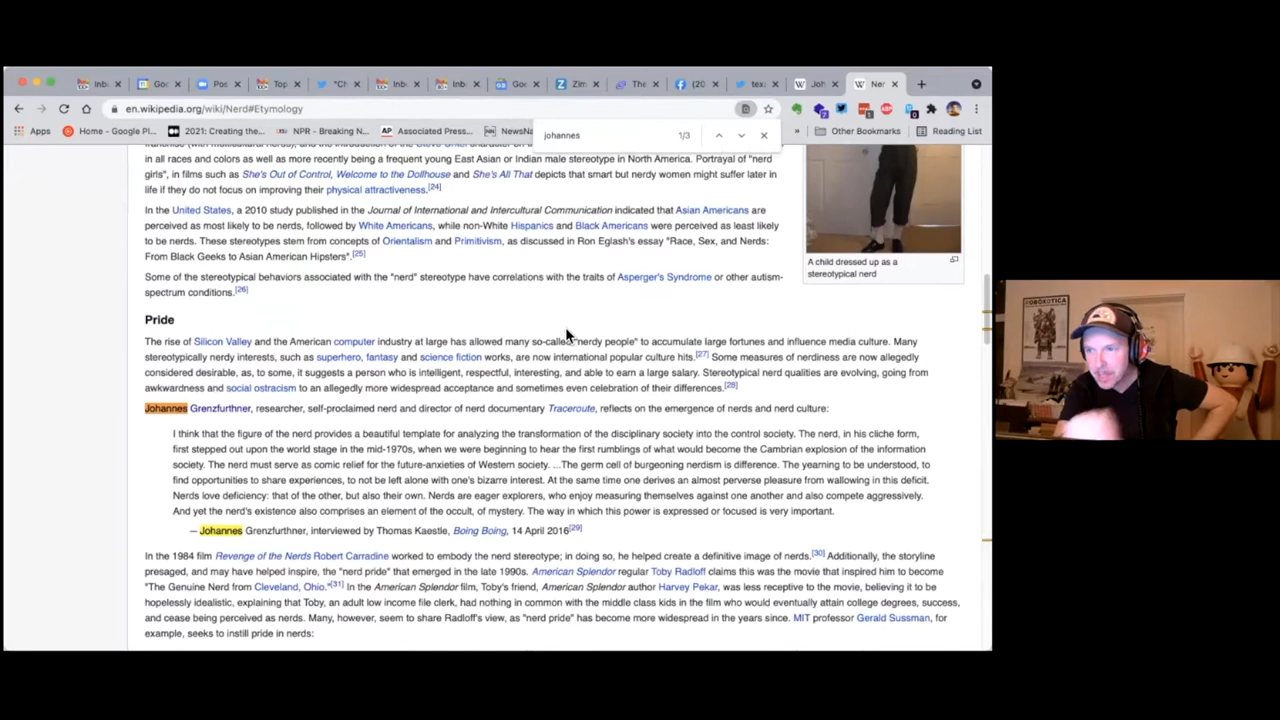 Inb
Goc
Pos
Top
"Ch
Inb
Inb
Goo
Zim
The
(20
tex
Joh
Ner
en.wikipedia.org/wiki/Nerd#Etymology
johannes 1/3
Apps Home - Google Pl... 2021: Creating the... NPR - Breaking N... AP Associated Press... NN NewsNa Other Bookmarks Reading List
in all races and colors as well as more recently being a frequent young East Asian or Indian male stereotype in North America. Portrayal of "nerd
girls", in films such as She's Out of Control, Welcome to the Dollhouse and She's All That depicts that smart but nerdy women might suffer later in
life if they do not focus on improving their physical attractiveness.[24]
In the United States, a 2010 study published in the Journal of International and Intercultural Communication indicated that Asian Americans are
perceived as most likely to be nerds, followed by White Americans, while non-White Hispanics and Black Americans were perceived as least likely
to be nerds. These stereotypes stem from concepts of Orientalism and Primitivism, as discussed in Ron Eglash's essay "Race, Sex, and Nerds:
From Black Geeks to Asian American Hipsters".[25]
Some of the stereotypical behaviors associated with the "nerd" stereotype have correlations with the traits of Asperger's Syndrome or other autism-
spectrum conditions.[26]
A child dressed up as a
stereotypical nerd
Pride
The rise of Silicon Valley and the American computer industry at large has allowed many so-called "nerdy people" to accumulate large fortunes and influence media culture. Many
stereotypically nerdy interests, such as superhero, fantasy and science fiction works, are now international popular culture hits.[27] Some measures of nerdiness are now allegedly
considered desirable, as, to some, it suggests a person who is intelligent, respectful, interesting, and able to earn a large salary. Stereotypical nerd qualities are evolving, going from
awkwardness and social ostracism to an allegedly more widespread acceptance and sometimes even celebration of their differences.[28]
Johannes Grenzfurthner, researcher, self-proclaimed nerd and director of nerd documentary Traceroute, reflects on the emergence of nerds and nerd culture:
I think that the figure of the nerd provides a beautiful template for analyzing the transformation of the disciplinary society into the control society. The nerd, in his cliche form,
first stepped out upon the world stage in the mid-1970s, when we were beginning to hear the first rumblings of what would become the Cambrian explosion of the information
society. The nerd must serve as comic relief for the future-anxieties of Western society. ...The germ cell of burgeoning nerdism is difference. The yearning to be understood, to
find opportunities to share experiences, to not be left alone with one's bizarre interest. At the same time one derives an almost perverse pleasure from wallowing in this deficit.
Nerds love deficiency: that of the other, but also their own. Nerds are eager explorers, who enjoy measuring themselves against one another and also compete aggressively.
And yet the nerd's existence also comprises an element of the occult, of mystery. The way in which this power is expressed or focused is very important.
— Johannes Grenzfurthner, interviewed by Thomas Kaestle, Boing Boing, 14 April 2016[29]
In the 1984 film Revenge of the Nerds Robert Carradine worked to embody the nerd stereotype; in doing so, he helped create a definitive image of nerds.[30] Additionally, the storyline
presaged, and may have helped inspire, the "nerd pride" that emerged in the late 1990s. American Splendor regular Toby Radloff claims this was the movie that inspired him to become
"The Genuine Nerd from Cleveland, Ohio."[31] In the American Splendor film, Toby's friend, American Splendor author Harvey Pekar, was less receptive to the movie, believing it to be
hopelessly idealistic, explaining that Toby, an adult low income file clerk, had nothing in common with the middle class kids in the film who would eventually attain college degrees, success,
and cease being perceived as nerds. Many, however, seem to share Radloff's view, as "nerd pride" has become more widespread in the years since. MIT professor Gerald Sussman, for
example, seeks to instill pride in nerds:
ROBOXOTICA